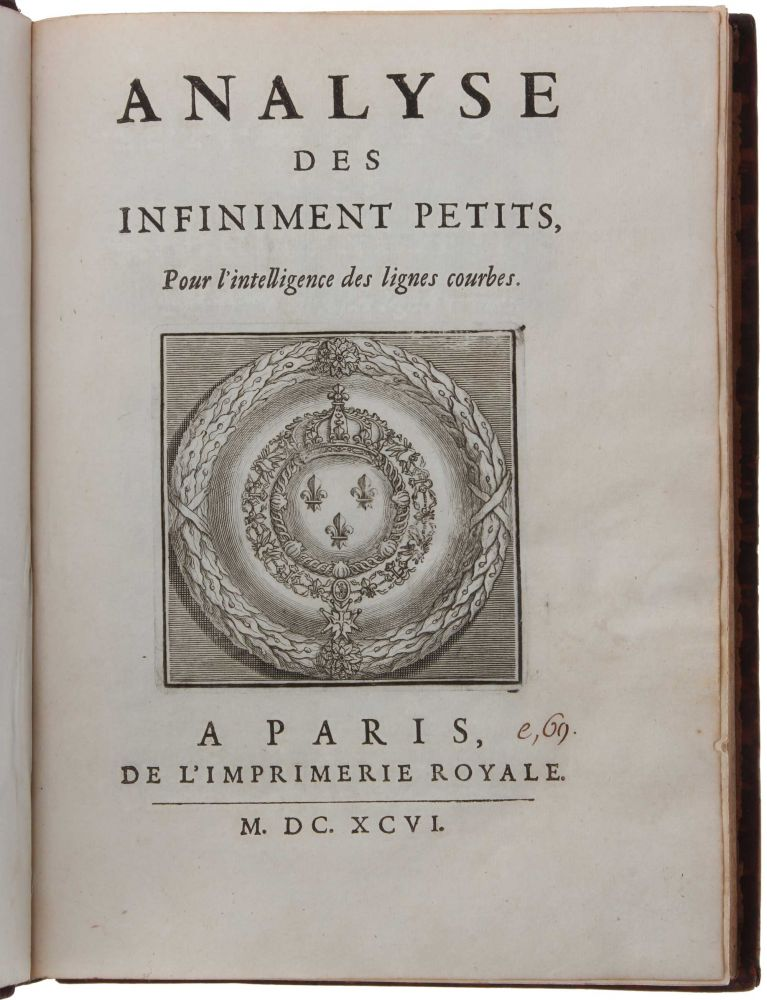 ANALYSE
DES
INFINIMENT PETITS,
Pour l'intelligence des lignes courbes.
A PARIS,
e,69.
DE L'IMPRIMERIE ROYALE.
M. DC. XCVI.